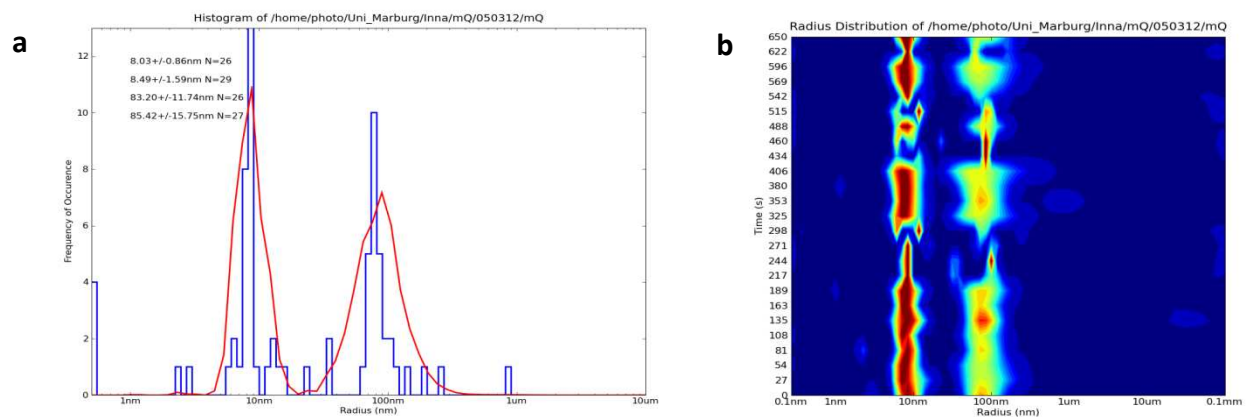 a
Histogram of /home/photo/Uni_Marburg/Inna/mQ/050312/mQ
8.03+/-0.86nm N=26
8.49+/-1.59nm N=29
83.20+/-11.74nm N=26
85.42+/-15.75nm N=27
Frequency of Occurence
12
10
8
6
4
2
0
1nm 10nm 100nm 1um 10um
Radius (nm)
b
Radius Distribution of /home/photo/Uni_Marburg/Inna/mQ/050312/mQ
Time (s)
650
622
596
569
542
515
488
460
434
406
380
353
325
298
271
244
217
189
163
135
108
81
54
27
0
0.1nm 1nm 10nm 100nm 0.1mm
Radius (nm)